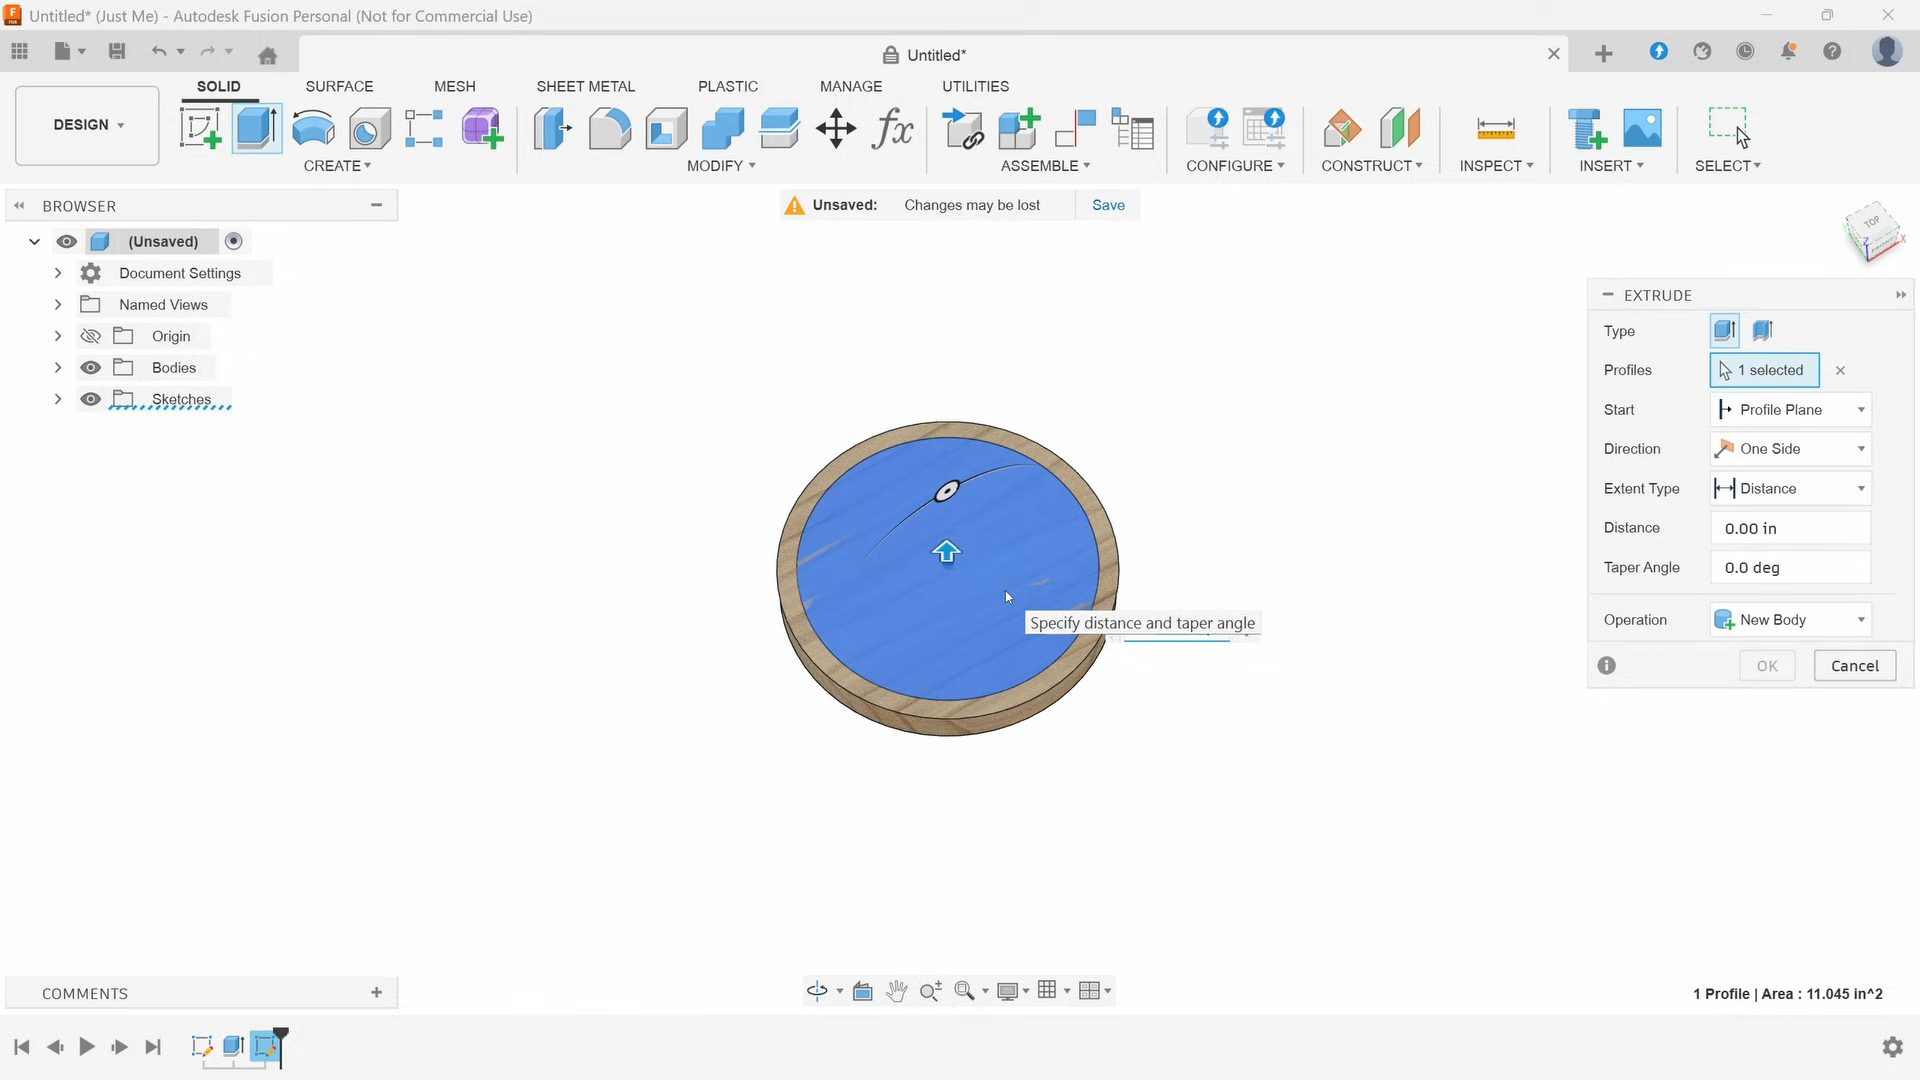 Untitled* (Just Me) - Autodesk Fusion Personal (Not for Commercial Use)
Untitled*
DESIGN
SOLID
SURFACE
MESH
SHEET METAL
PLASTIC
MANAGE
UTILITIES
CREATE
MODIFY
ASSEMBLE
CONFIGURE
CONSTRUCT
INSPECT
INSERT
SELECT
BROWSER
Unsaved: Changes may be lost Save
(Unsaved)
Document Settings
Named Views
Origin
Bodies
Sketches
TOP
FRONT
Z
X
EXTRUDE
Type
Profiles 1 selected
Start Profile Plane
Direction One Side
Extent Type Distance
Distance 0.00 in
Taper Angle 0.0 deg
Operation New Body
OK Cancel
Specify distance and taper angle
COMMENTS
1 Profile | Area : 11.045 in^2